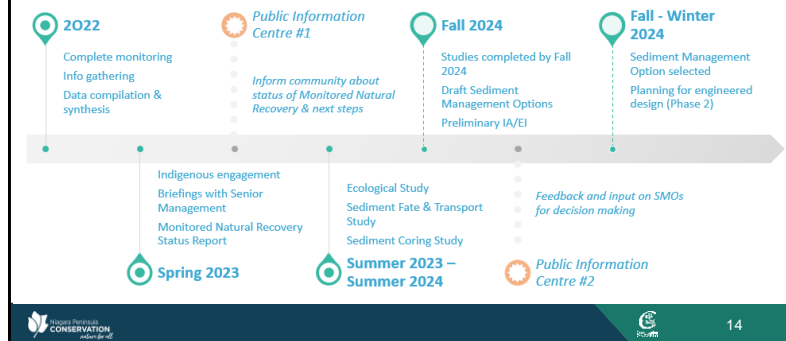 2022
Complete monitoring
Info gathering
Data compilation &
synthesis
Public Information
Centre #1
Inform community about
status of Monitored Natural
Recovery & next steps
Fall 2024
Studies completed by Fall
2024
Draft Sediment
Management Options
Preliminary IA/EI
Fall - Winter
2024
Sediment Management
Option selected
Planning for engineered
design (Phase 2)
Indigenous engagement
Briefings with Senior
Management
Monitored Natural Recovery
Status Report
Spring 2023
Ecological Study
Sediment Fate & Transport
Study
Sediment Coring Study
Summer 2023 –
Summer 2024
Feedback and input on SMOs
for decision making
Public Information
Centre #2
Niagara Peninsula
CONSERVATION
nature for all
14